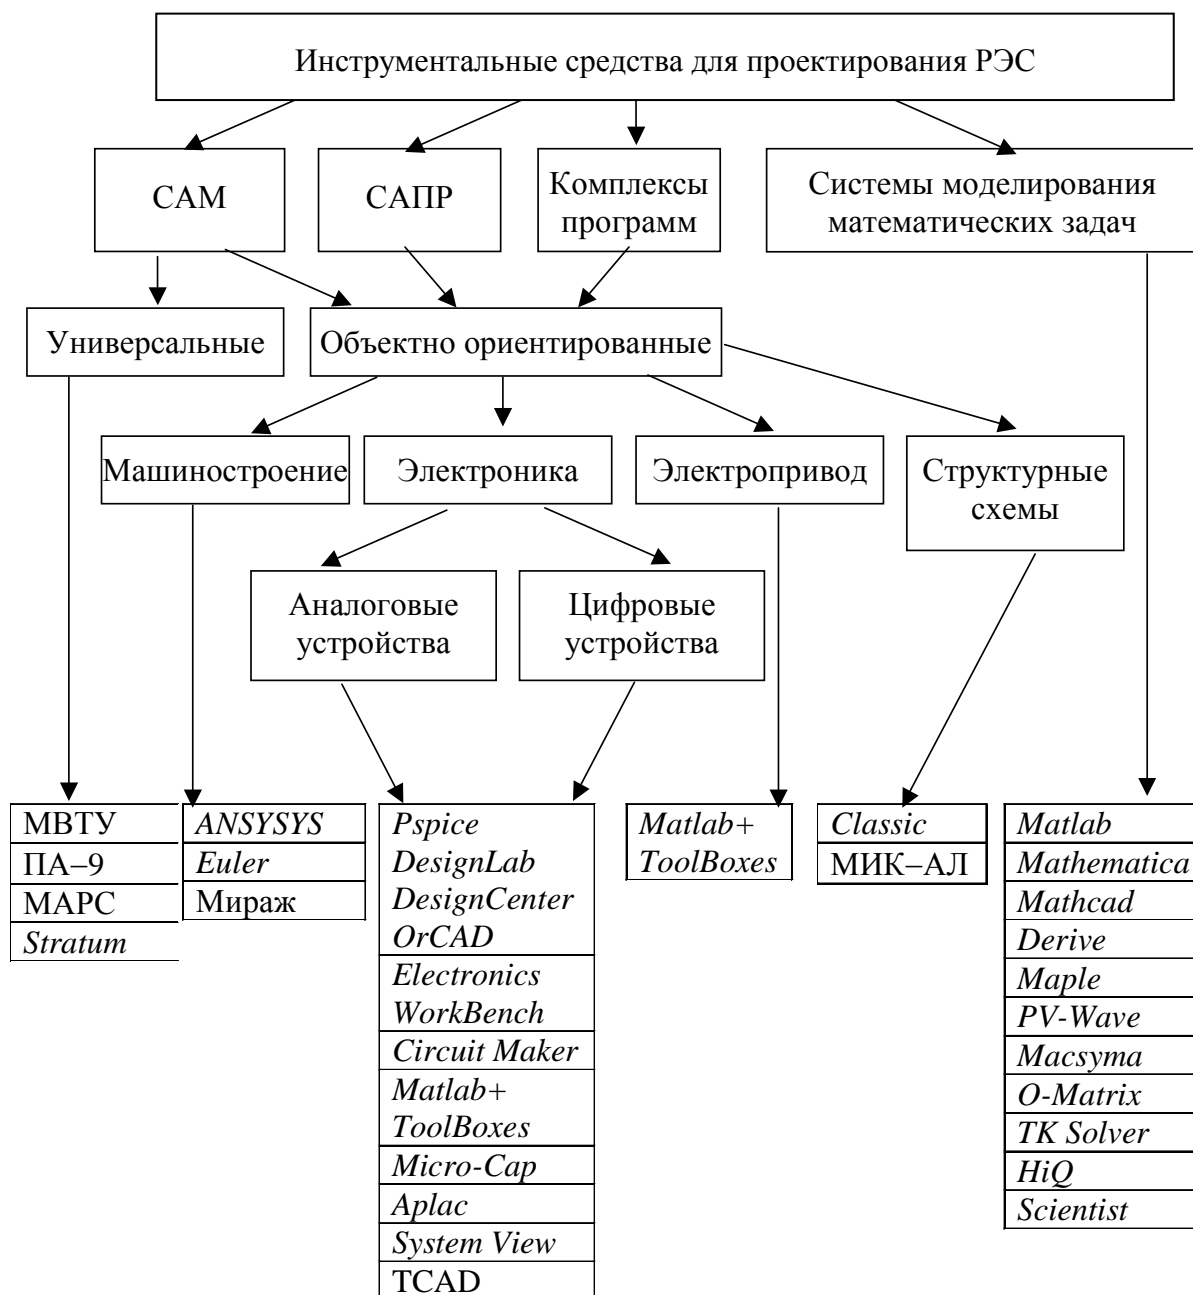 Инструментальные средства для проектирования РЭС
САМ
САПР
Комплексы
программ
Системы моделирования
математических задач
Универсальные
Объектно ориентированные
Машиностроение
Электроника
Электропривод
Структурные
схемы
Аналоговые
устройства
Цифровые
устройства
МВТУ
ПА–9
МАРС
Stratum
ANSYSYS
Euler
Мираж
Pspice
DesignLab
DesignCenter
OrCAD
Electronics
WorkBench
Circuit Maker
Matlab+
ToolBoxes
Micro-Cap
Aplac
System View
TCAD
Matlab+
ToolBoxes
Classic
МИК–АЛ
Matlab
Mathematica
Mathcad
Derive
Maple
PV-Wave
Macsyma
O-Matrix
TK Solver
HiQ
Scientist